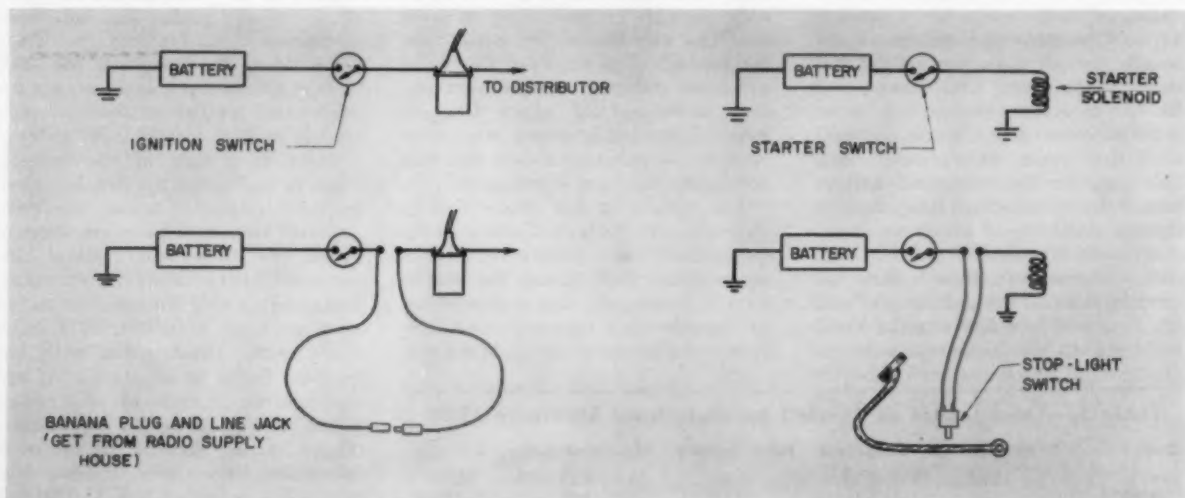 BATTERY
TO DISTRIBUTOR
IGNITION SWITCH
BATTERY
STARTER
SOLENOID
STARTER SWITCH
BATTERY
BANANA PLUG AND LINE JACK
'GET FROM RADIO SUPPLY
HOUSE)
BATTERY
STOP-LIGHT
SWITCH